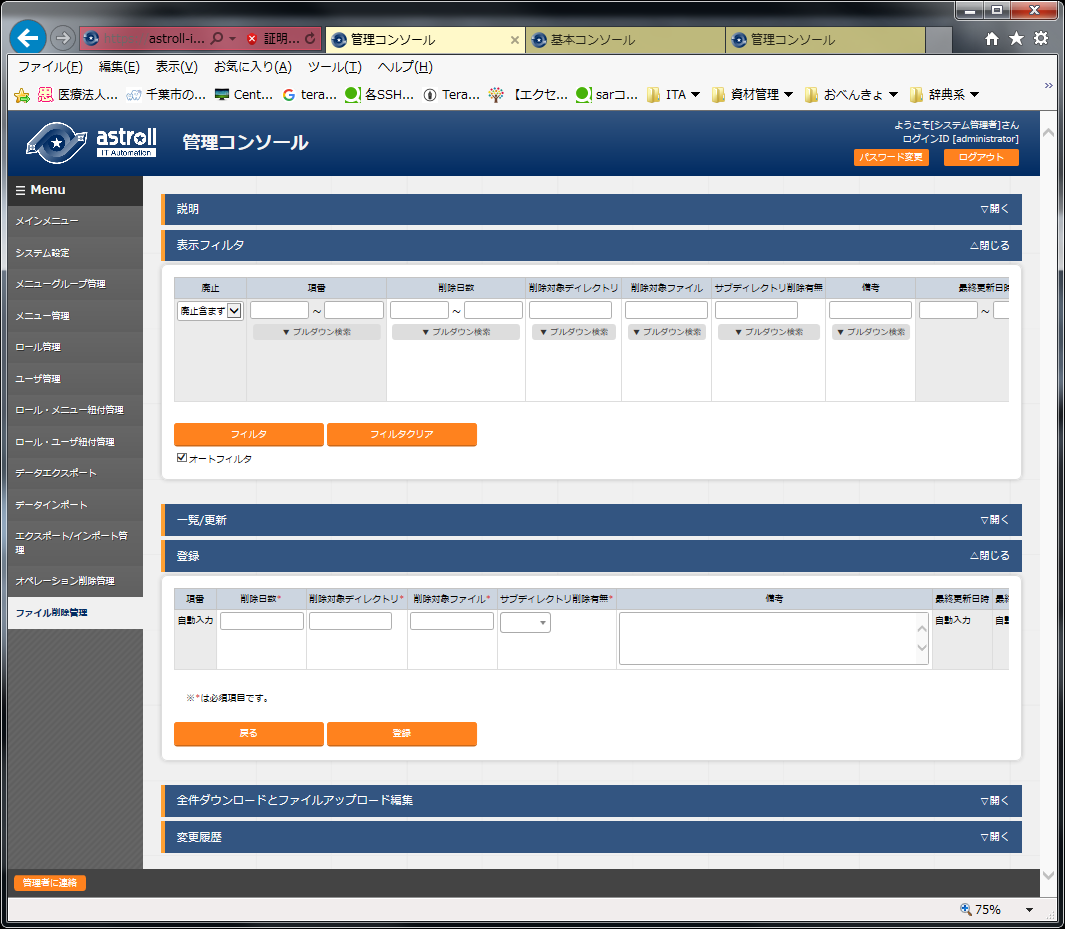 astroll-i...
証明...
管理コンソール
基本コンソール
管理コンソール
ファイル(F) 編集(E) 表示(V) お気に入り(A) ツール(T) ヘルプ(H)
医療法人... 千葉市の... Cent... tera... 各SSH... Tera... 【エクセ... sarコ... ITA 資材管理 おべんきょ 辞典系
astroll
IT Automation
管理コンソール
ようこそ[システム管理者]さん
ログインID [administrator]
パスワード変更 ログアウト
☰ Menu
メインメニュー
システム設定
メニューグループ管理
メニュー管理
ロール管理
ユーザ管理
ロール・メニュー紐付管理
ロール・ユーザ紐付管理
データエクスポート
データインポート
エクスポート/インポート管
理
オペレーション削除管理
ファイル削除管理
説明 ▽開く
表示フィルタ △閉じる
廃止 項番 削除日数 削除対象ディレクトリ 削除対象ファイル サブディレクトリ削除有無 備考 最終更新日時
廃止含まず ~ ~ ~
▼ プルダウン検索 ▼ プルダウン検索 ▼ プルダウン検索 ▼ プルダウン検索 ▼ プルダウン検索 ▼ プルダウン検索
フィルタ フィルタクリア
オートフィルタ
一覧/更新 ▽開く
登録 △閉じる
項番 削除日数* 削除対象ディレクトリ* 削除対象ファイル* サブディレクトリ削除有無* 備考 最終更新日時 最終
自動入力 自動入力 自動
※*は必須項目です。
戻る 登録
全件ダウンロードとファイルアップロード編集 ▽開く
変更履歴 ▽開く
管理者に連絡
75%